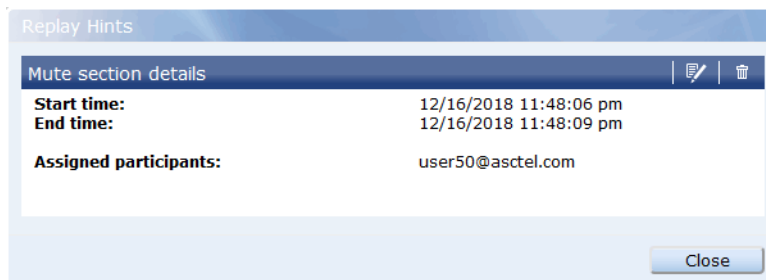 Replay Hints
Mute section details
Start time: 12/16/2018 11:48:06 pm
End time: 12/16/2018 11:48:09 pm
Assigned participants: user50@asctel.com
Close